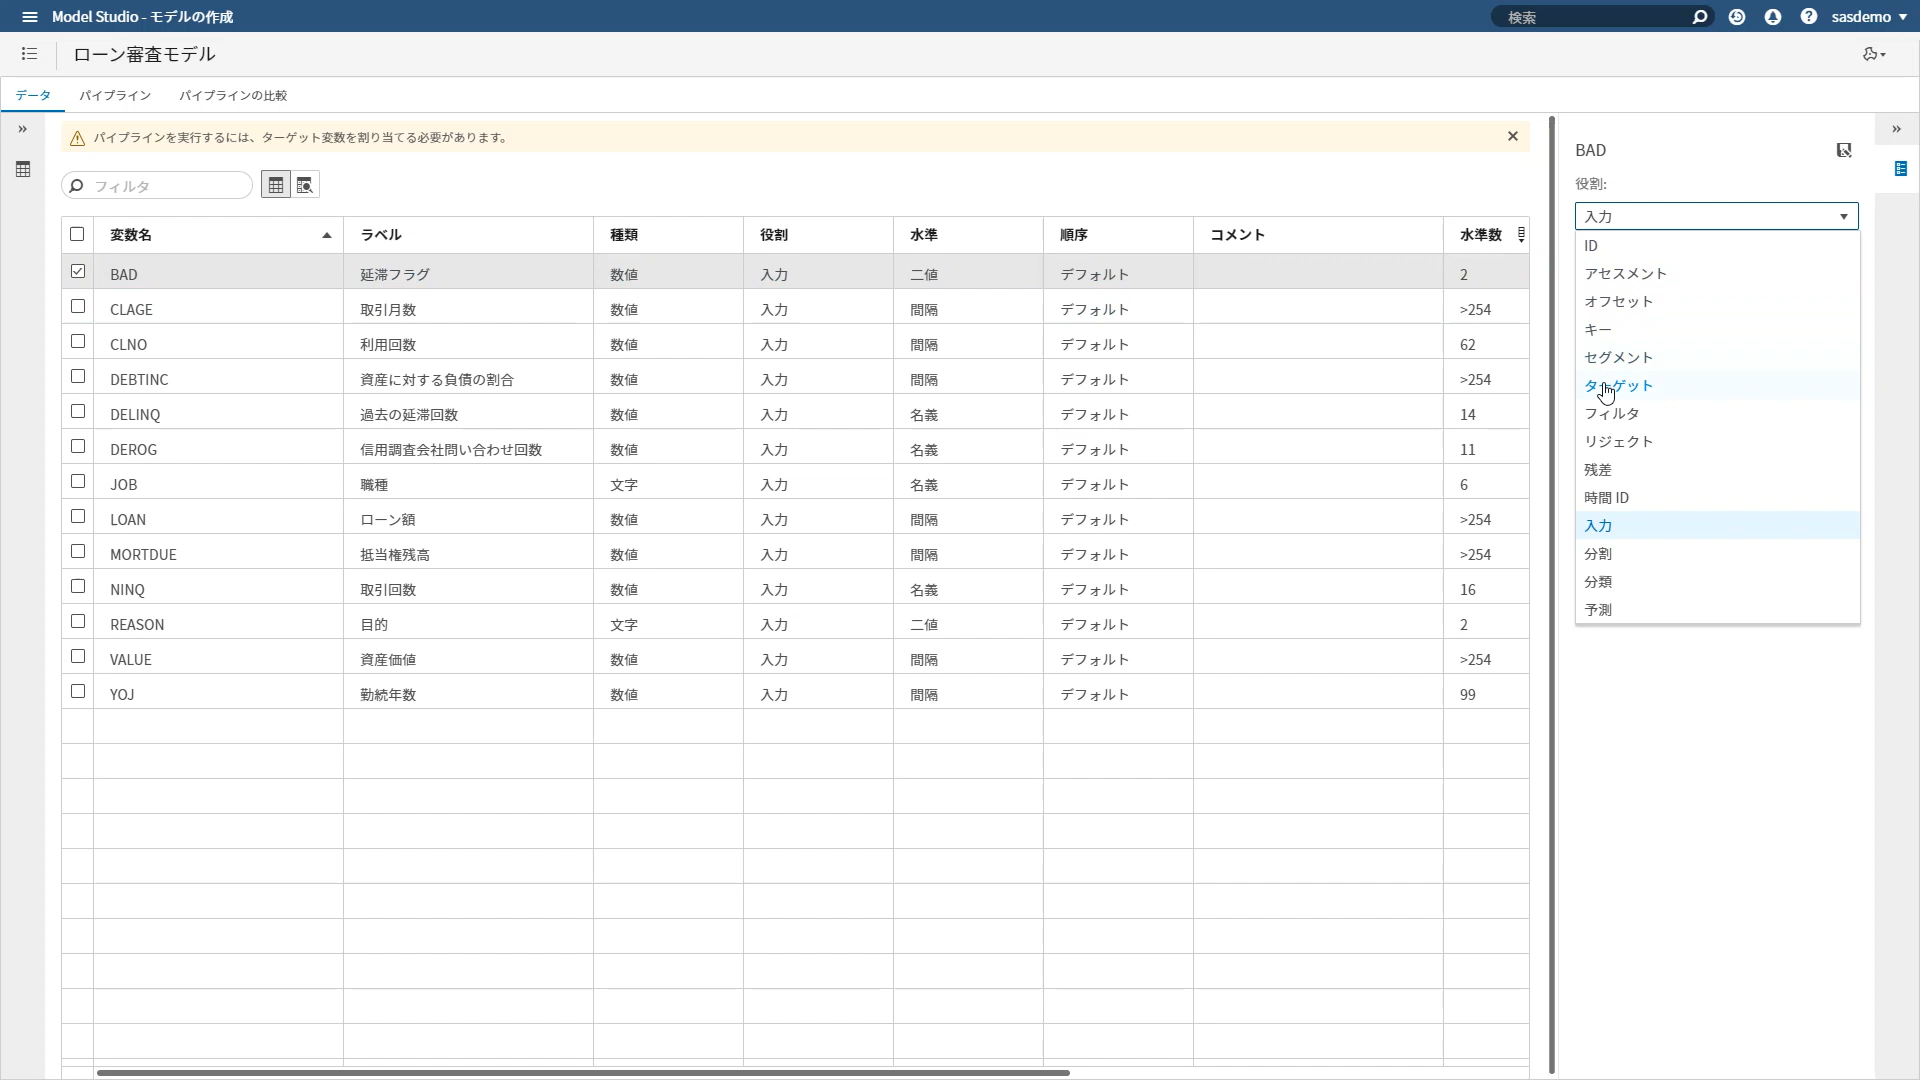 Model Studio - モデルの作成
検索
sasdemo
ローン審査モデル
データ パイプライン パイプラインの比較
パイプラインを実行するには、ターゲット変数を割り当てる必要があります。
フィルタ
変数名 ラベル 種類 役割 水準 順序 コメント 水準数
BAD 延滞フラグ 数値 入力 二値 デフォルト 2
CLAGE 取引月数 数値 入力 間隔 デフォルト >254
CLNO 利用回数 数値 入力 間隔 デフォルト 62
DEBTINC 資産に対する負債の割合 数値 入力 間隔 デフォルト >254
DELINQ 過去の延滞回数 数値 入力 名義 デフォルト 14
DEROG 信用調査会社問い合わせ回数 数値 入力 名義 デフォルト 11
JOB 職種 文字 入力 名義 デフォルト 6
LOAN ローン額 数値 入力 間隔 デフォルト >254
MORTDUE 抵当権残高 数値 入力 間隔 デフォルト >254
NINQ 取引回数 数値 入力 名義 デフォルト 16
REASON 目的 文字 入力 二値 デフォルト 2
VALUE 資産価値 数値 入力 間隔 デフォルト >254
YOJ 勤続年数 数値 入力 間隔 デフォルト 99
BAD
役割:
入力
ID
アセスメント
オフセット
キー
セグメント
ターゲット
フィルタ
リジェクト
残差
時間 ID
入力
分割
分類
予測